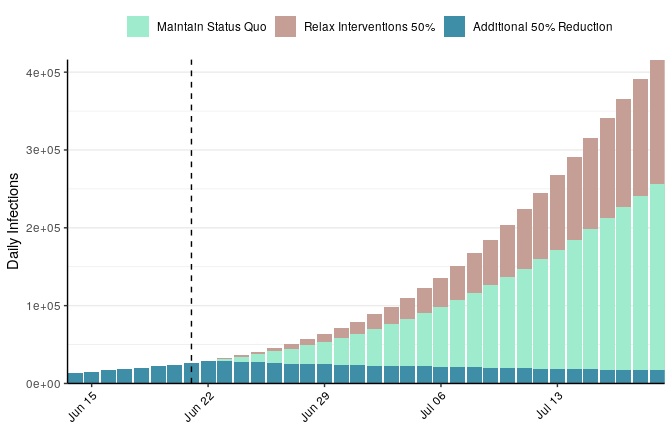 Maintain Status Quo Relax Interventions 50% Additional 50% Reduction
Daily Infections
4e+05
3e+05
2e+05
1e+05
0e+00
Jun 15 Jun 22 Jun 29 Jul 06 Jul 13